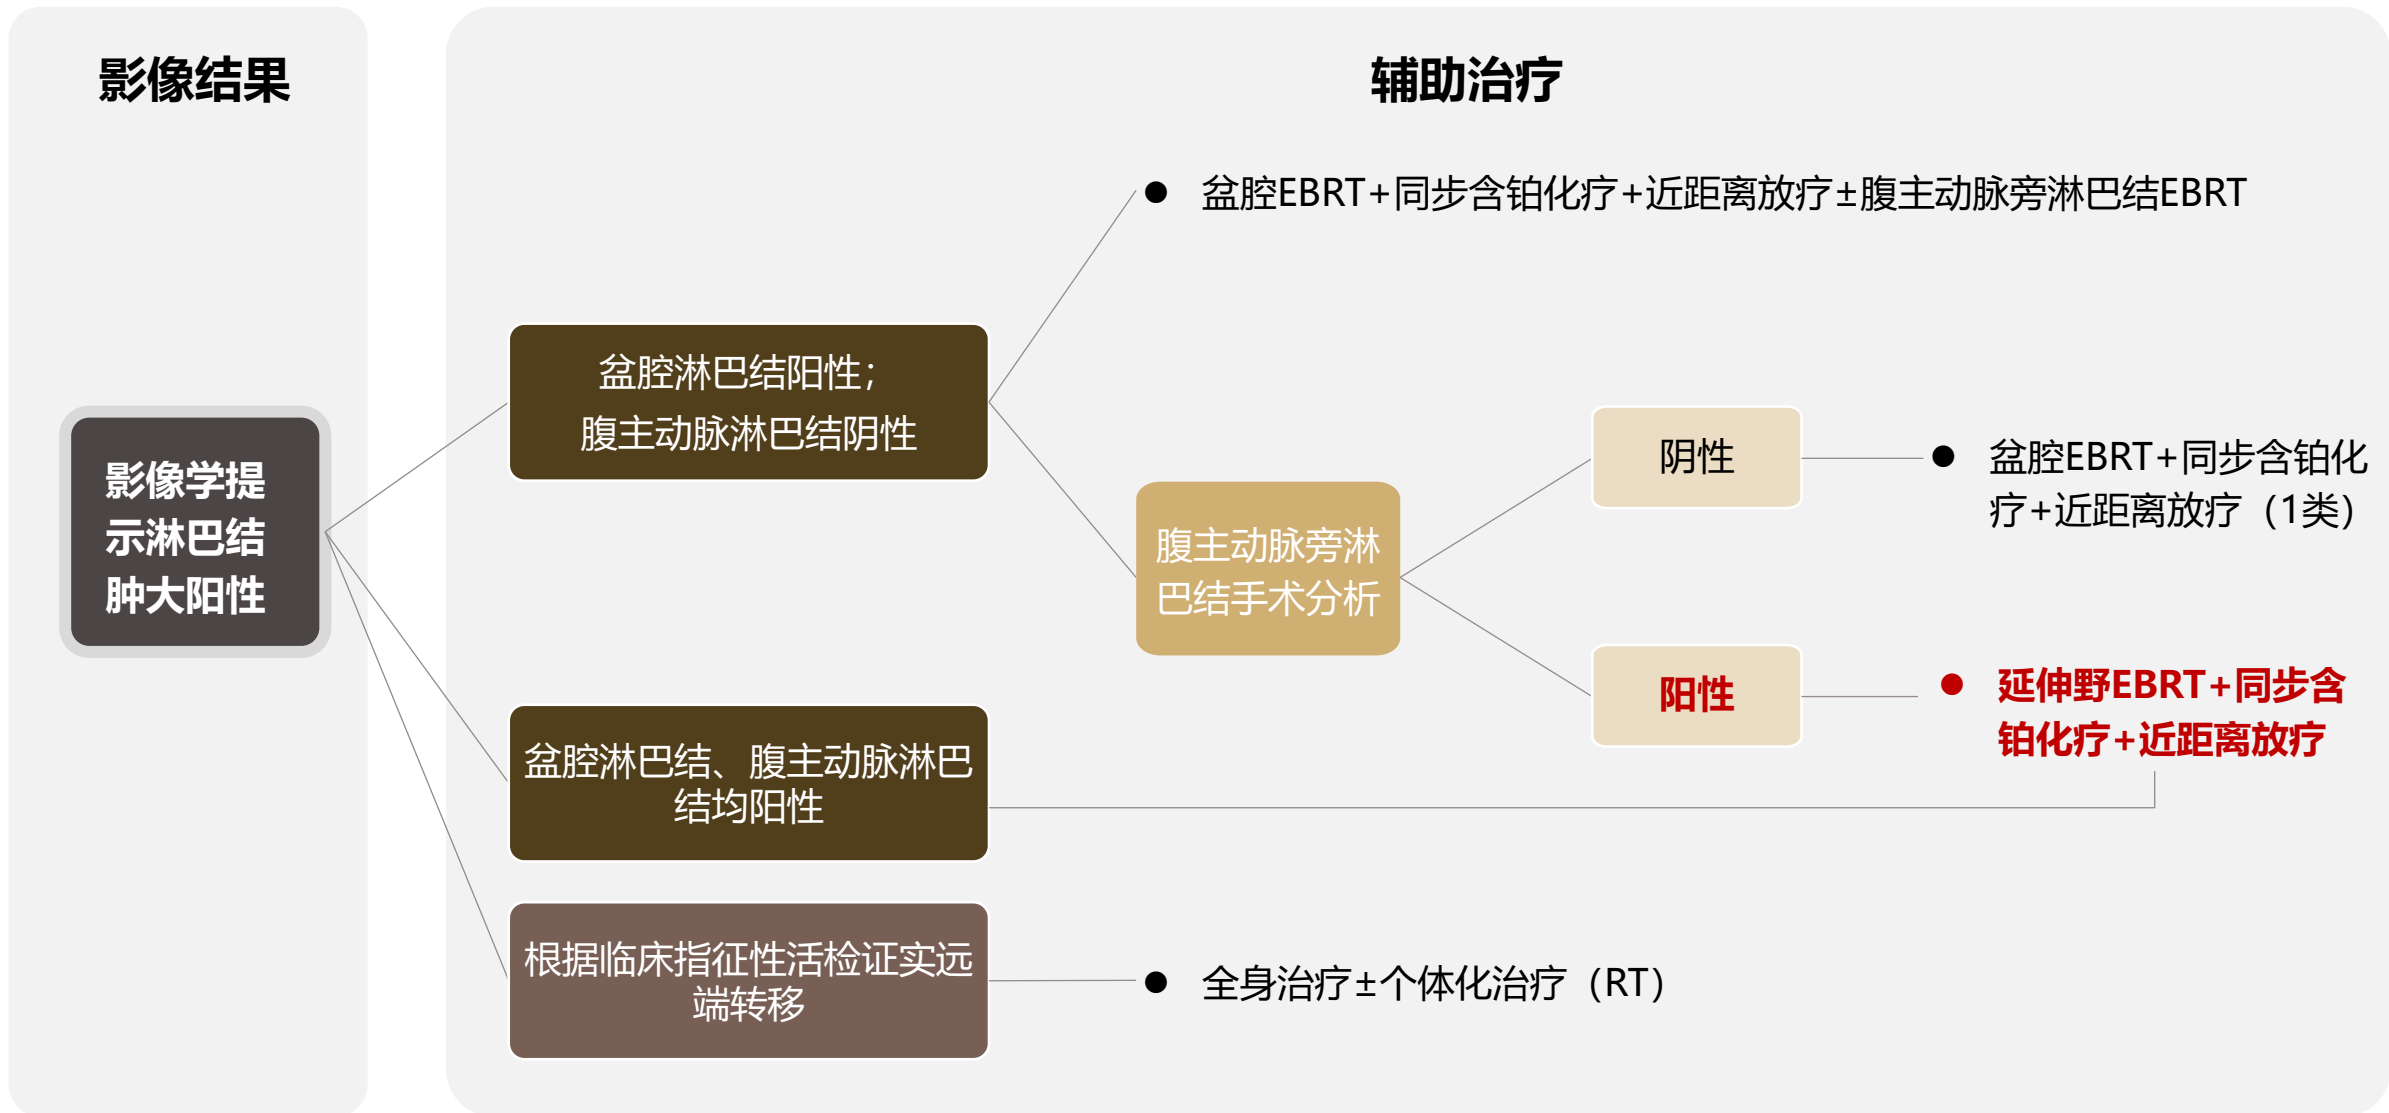 影像结果
辅助治疗
影像学提
示淋巴结
肿大阳性
盆腔淋巴结阳性；
腹主动脉淋巴结阴性
● 盆腔EBRT+同步含铂化疗+近距离放疗±腹主动脉旁淋巴结EBRT
腹主动脉旁淋
巴结手术分析
阴性
● 盆腔EBRT+同步含铂化
疗+近距离放疗（1类）
阳性
● 延伸野EBRT+同步含
铂化疗+近距离放疗
盆腔淋巴结、腹主动脉淋巴
结均阳性
根据临床指征性活检证实远
端转移
● 全身治疗±个体化治疗（RT）